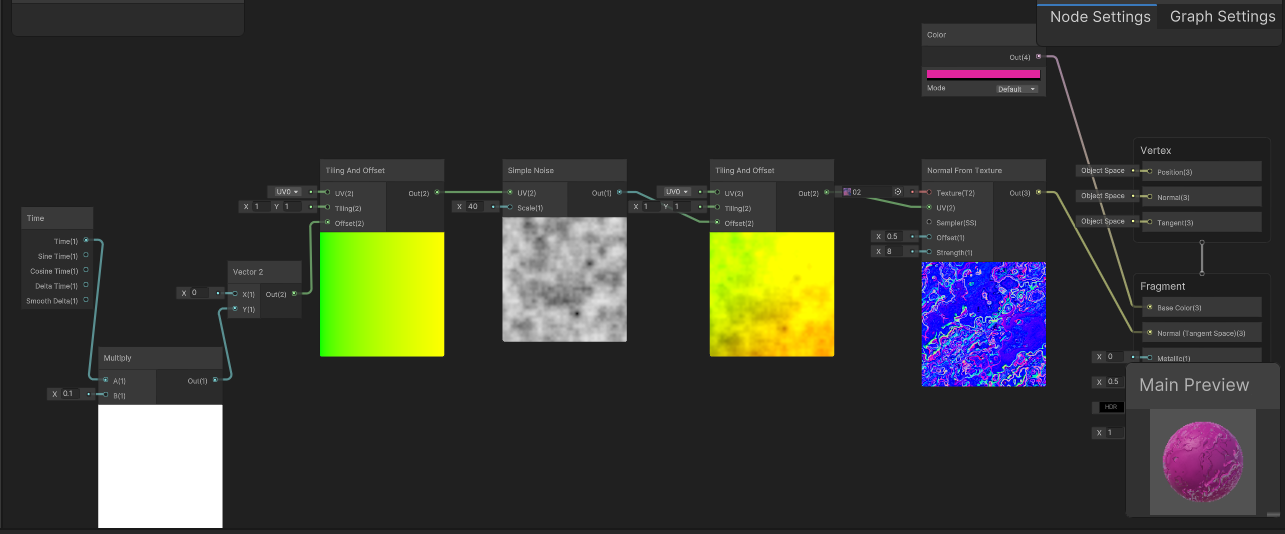 Node Settings Graph Settings
Color
Out(4)
Mode Default
Vertex
Object Space Position(3)
Object Space Normal(3)
Object Space Tangent(3)
Fragment
Base Color(3)
Normal (Tangent Space)(3)
X 0 Metallic(1)
X 0.5
HDR
X 1
Main Preview
Time
Time(1)
Sine Time(1)
Cosine Time(1)
Delta Time(1)
Smooth Delta(1)
Multiply
A(1) Out(1)
X 0.1 B(1)
Vector 2
X 0 X(1) Out(2)
Y(1)
Tiling And Offset
UV0 UV(2) Out(2)
X 1 Y 1 Tiling(2)
Offset(2)
Simple Noise
UV(2) Out(1)
X 40 Scale(1)
Tiling And Offset
UV0 UV(2) Out(2)
X 1 Y 1 Tiling(2)
Offset(2)
Normal From Texture
02 Texture(T2) Out(3)
UV(2)
Sampler(SS)
X 0.5 Offset(1)
X 8 Strength(1)